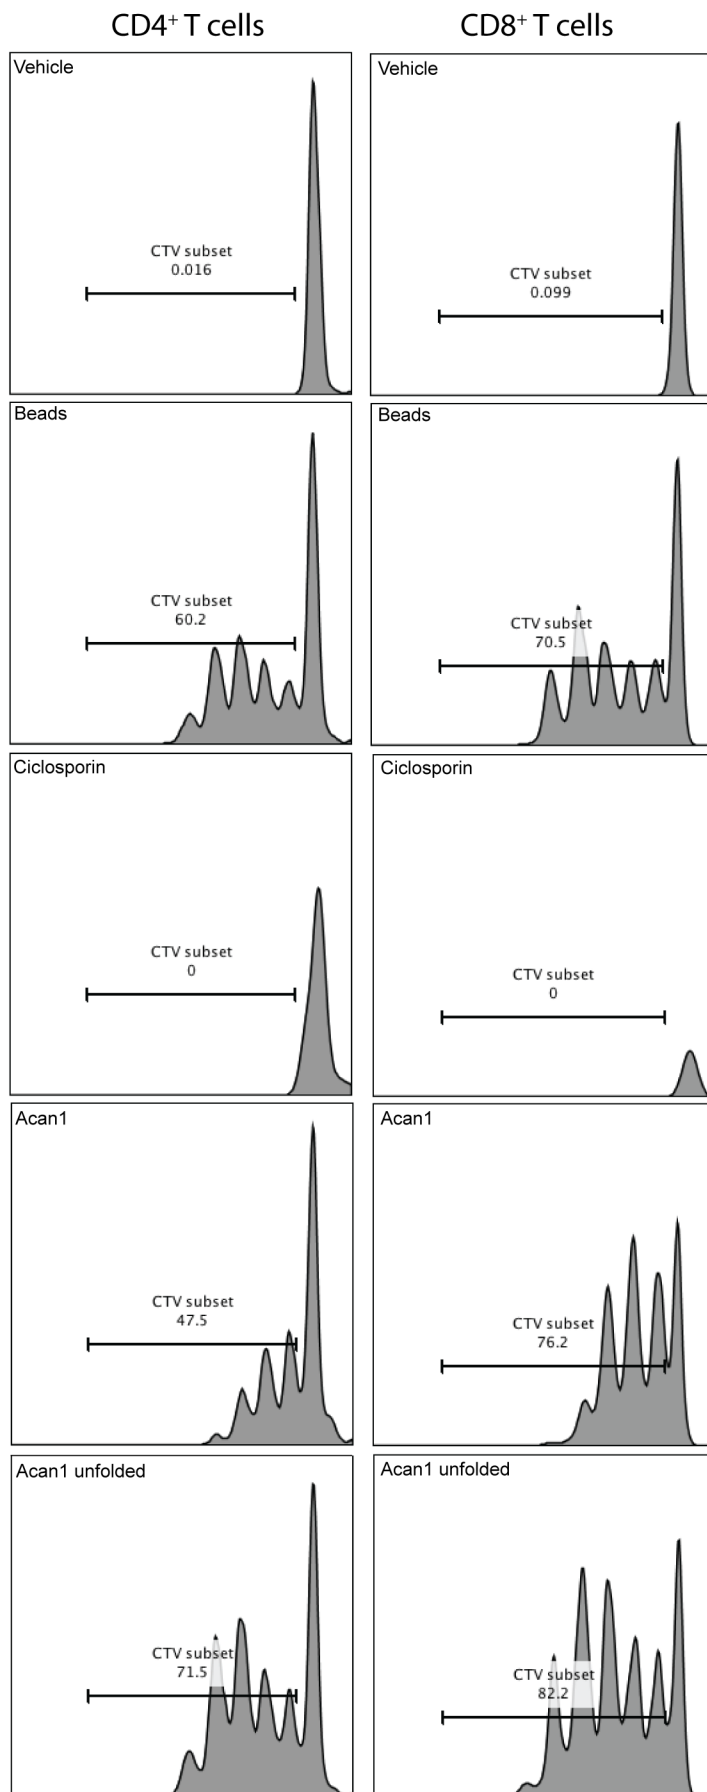 CD4⁺ T cells
CD8⁺ T cells
Vehicle
CTV subset
0.016
Vehicle
CTV subset
0.099
Beads
CTV subset
60.2
Beads
CTV subset
70.5
Ciclosporin
CTV subset
0
Ciclosporin
CTV subset
0
Acan1
CTV subset
47.5
Acan1
CTV subset
76.2
Acan1 unfolded
CTV subset
71.5
Acan1 unfolded
CTV subset
82.2